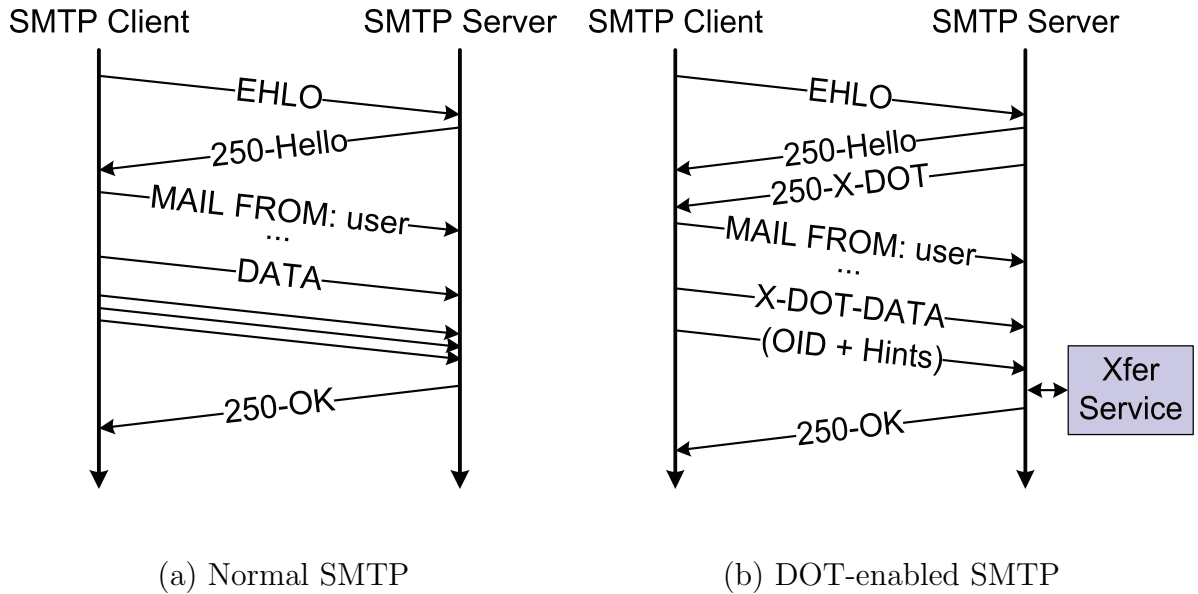 SMTP Client
SMTP Server
EHLO
250-Hello
MAIL FROM: user
...
DATA
250-OK
(a) Normal SMTP
SMTP Client
SMTP Server
EHLO
250-Hello
250-X-DOT
MAIL FROM: user
...
X-DOT-DATA
(OID + Hints)
Xfer
Service
250-OK
(b) DOT-enabled SMTP